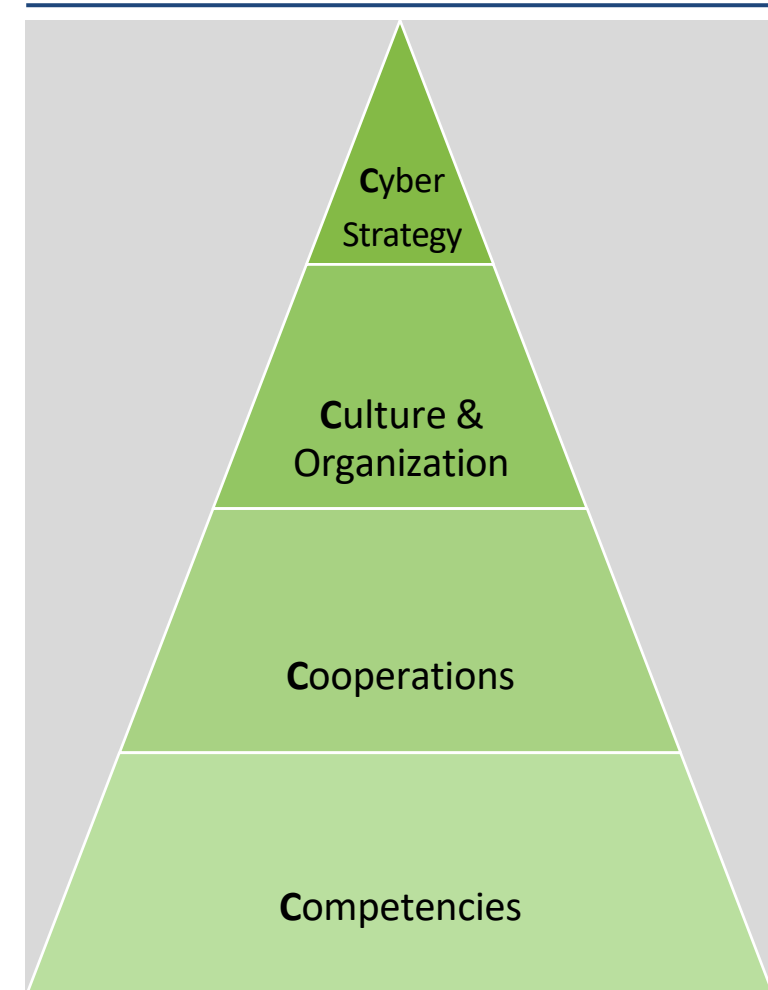 Cyber
Strategy
Culture &
Organization
Cooperations
Competencies